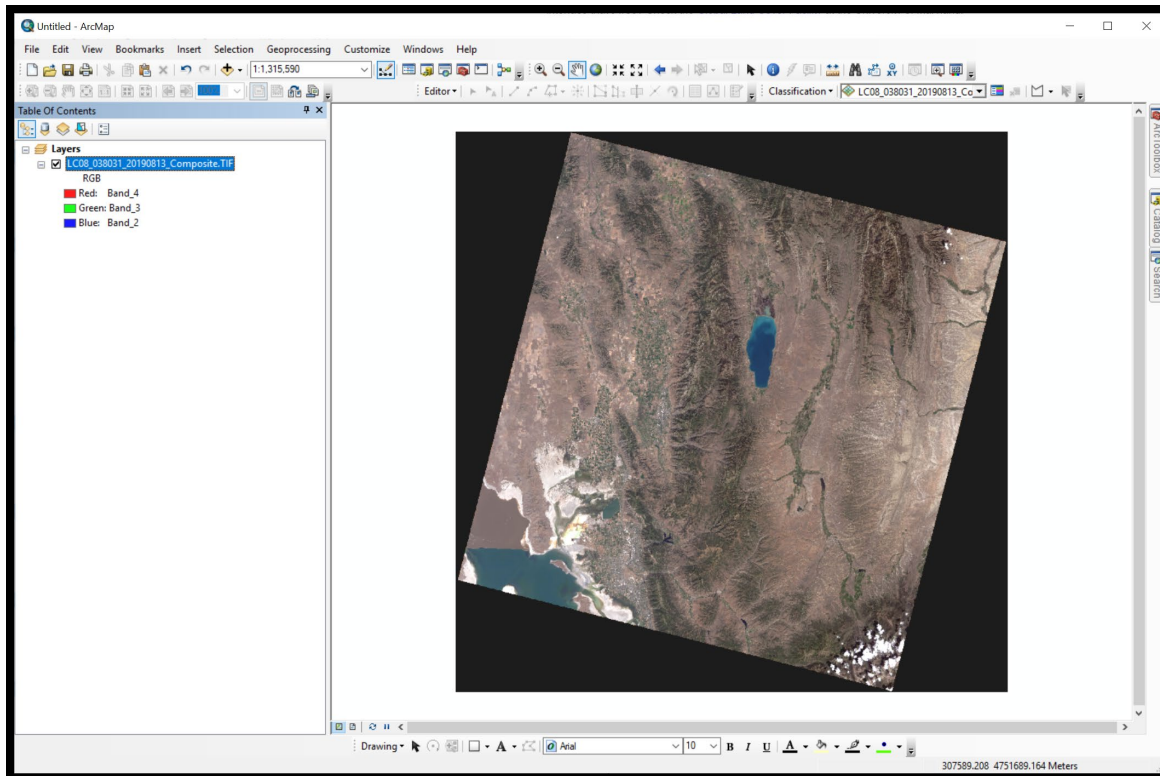 Untitled - ArcMap
File Edit View Bookmarks Insert Selection Geoprocessing Customize Windows Help
1:1,315,590
Editor
Classification
LC08_038031_20190813_Co
Table Of Contents
Layers
LC08_038031_20190813_Composite.TIF
RGB
Red: Band_4
Green: Band_3
Blue: Band_2
ArcToolbox
Catalog
Search
Drawing
A
Arial
10
B I U A
307589.208 4751689.164 Meters